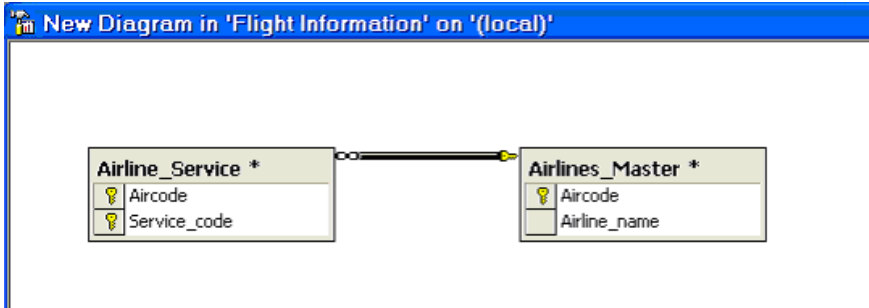 New Diagram in 'Flight Information' on '(local)'
Airline_Service *
Aircode
Service_code
Airlines_Master *
Aircode
Airline_name